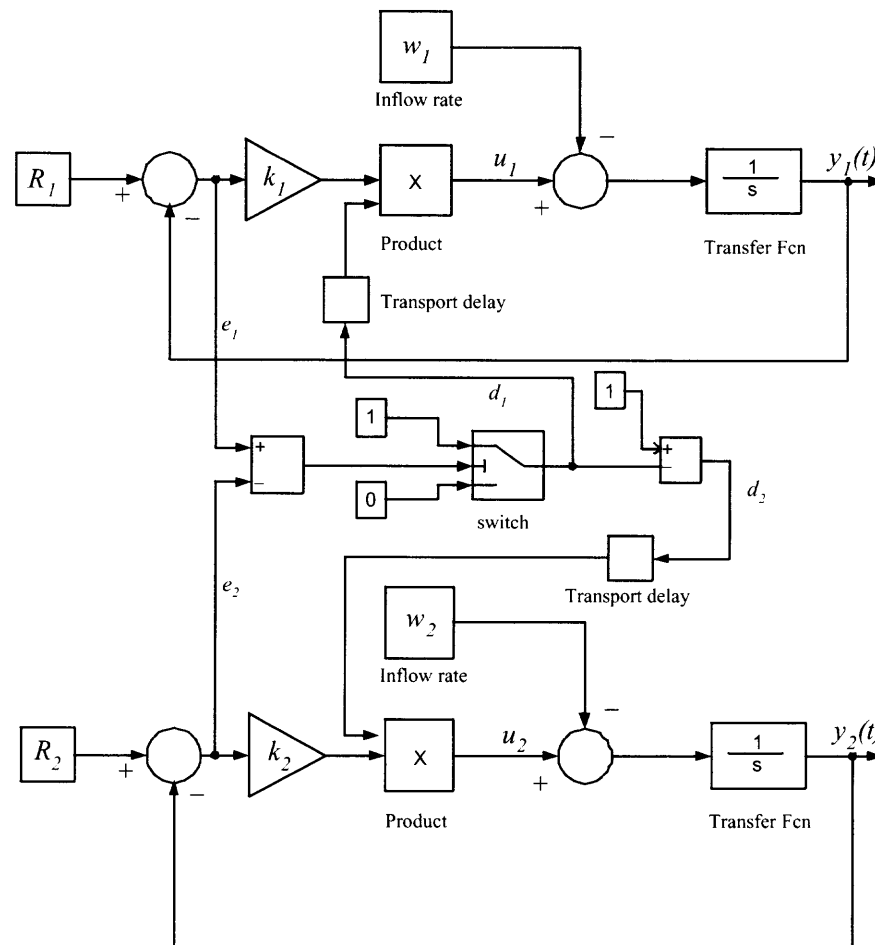 w₁
Inflow rate
−
R₁
+
−
k₁
X
u₁
+
1
s
y₁(t)
Product
Transfer Fcn
Transport delay
e₁
d₁
1
1
+
−
+
−
0
switch
d₂
e₂
Transport delay
w₂
Inflow rate
−
R₂
+
−
k₂
X
u₂
+
1
s
y₂(t)
Product
Transfer Fcn